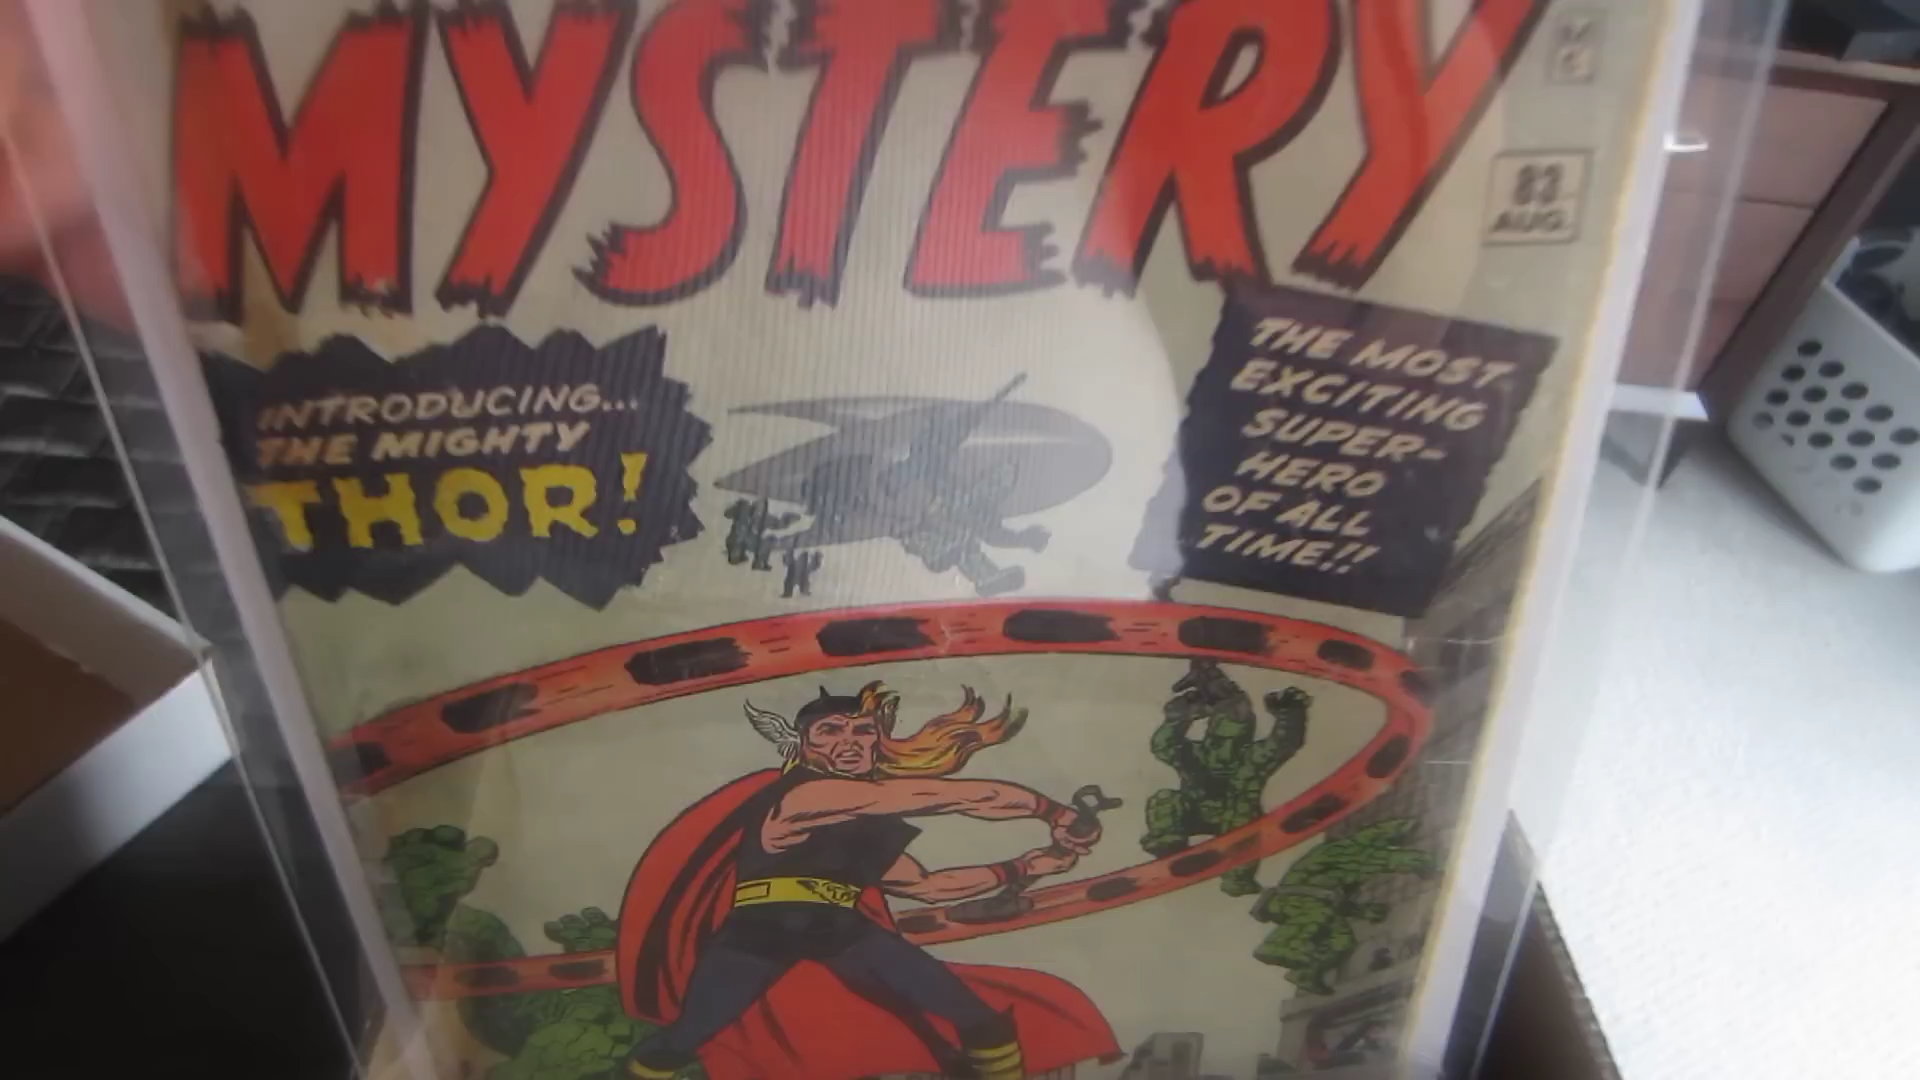 MYSTERY
83
AUG.
INTRODUCING...
THE MIGHTY
THOR!
THE MOST
EXCITING
SUPER-
HERO
OF ALL
TIME!!